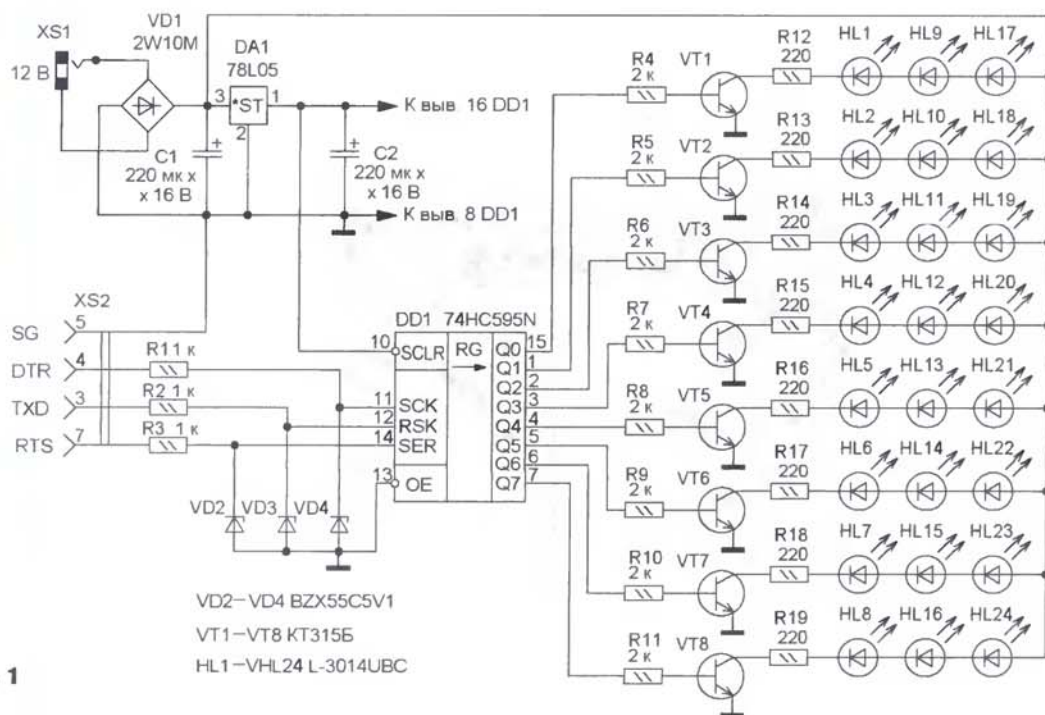 XS1
12 В
VD1
2W10M
DA1
78L05
3
*ST
1
2
К выв. 16 DD1
C1
220 мк х
х 16 В
+
C2
220 мк х
х 16 В
+
К выв. 8 DD1
XS2
SG
5
DTR
4
R1 1 к
TXD
3
R2 1 к
RTS
7
R3 1 к
VD2
VD3
VD4
DD1 74HC595N
10
SCLR
11
SCK
12
RSK
14
SER
13
OE
RG
Q0
15
Q1
1
Q2
2
Q3
3
Q4
4
Q5
5
Q6
6
Q7
7
R4
2 к
VT1
R12
220
HL1
HL9
HL17
R5
2 к
VT2
R13
220
HL2
HL10
HL18
R6
2 к
VT3
R14
220
HL3
HL11
HL19
R7
2 к
VT4
R15
220
HL4
HL12
HL20
R8
2 к
VT5
R16
220
HL5
HL13
HL21
R9
2 к
VT6
R17
220
HL6
HL14
HL22
R10
2 к
VT7
R18
220
HL7
HL15
HL23
R11
2 к
VT8
R19
220
HL8
HL16
HL24
VD2–VD4 BZX55C5V1
VT1–VT8 КТ315Б
HL1–VHL24 L-3014UBC
1